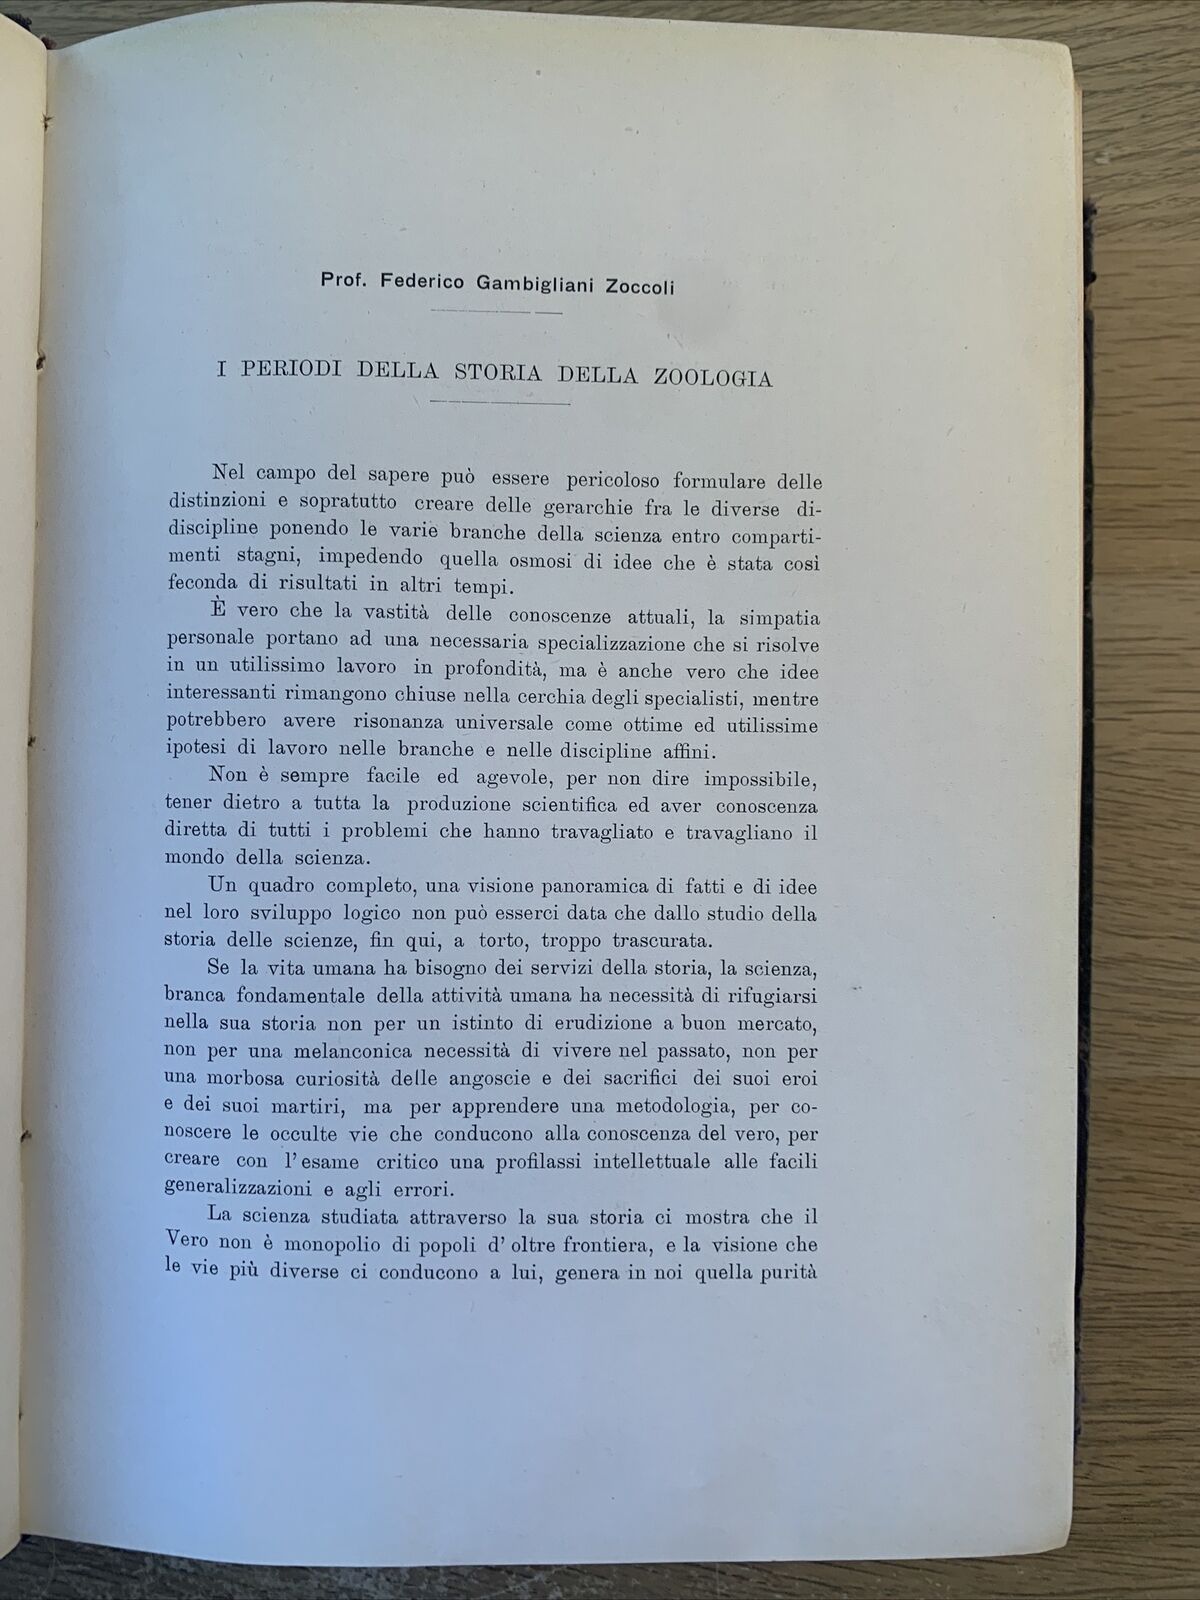 Prof. Federico Gambigliani Zoccoli
I PERIODI DELLA STORIA DELLA ZOOLOGIA
Nel campo del sapere può essere pericoloso formulare delle
distinzioni e sopratutto creare delle gerarchie fra le diverse di-
discipline ponendo le varie branche della scienza entro comparti-
menti stagni, impedendo quella osmosi di idee che è stata così
feconda di risultati in altri tempi.
È vero che la vastità delle conoscenze attuali, la simpatia
personale portano ad una necessaria specializzazione che si risolve
in un utilissimo lavoro in profondità, ma è anche vero che idee
interessanti rimangono chiuse nella cerchia degli specialisti, mentre
potrebbero avere risonanza universale come ottime ed utilissime
ipotesi di lavoro nelle branche e nelle discipline affini.
Non è sempre facile ed agevole, per non dire impossibile,
tener dietro a tutta la produzione scientifica ed aver conoscenza
diretta di tutti i problemi che hanno travagliato e travagliano il
mondo della scienza.
Un quadro completo, una visione panoramica di fatti e di idee
nel loro sviluppo logico non può esserci data che dallo studio della
storia delle scienze, fin qui, a torto, troppo trascurata.
Se la vita umana ha bisogno dei servizi della storia, la scienza,
branca fondamentale della attività umana ha necessità di rifugiarsi
nella sua storia non per un istinto di erudizione a buon mercato,
non per una melanconica necessità di vivere nel passato, non per
una morbosa curiosità delle angoscie e dei sacrifici dei suoi eroi
e dei suoi martiri, ma per apprendere una metodologia, per co-
noscere le occulte vie che conducono alla conoscenza del vero, per
creare con l' esame critico una profilassi intellettuale alle facili
generalizzazioni e agli errori.
La scienza studiata attraverso la sua storia ci mostra che il
Vero non è monopolio di popoli d' oltre frontiera, e la visione che
le vie più diverse ci conducono a lui, genera in noi quella purità